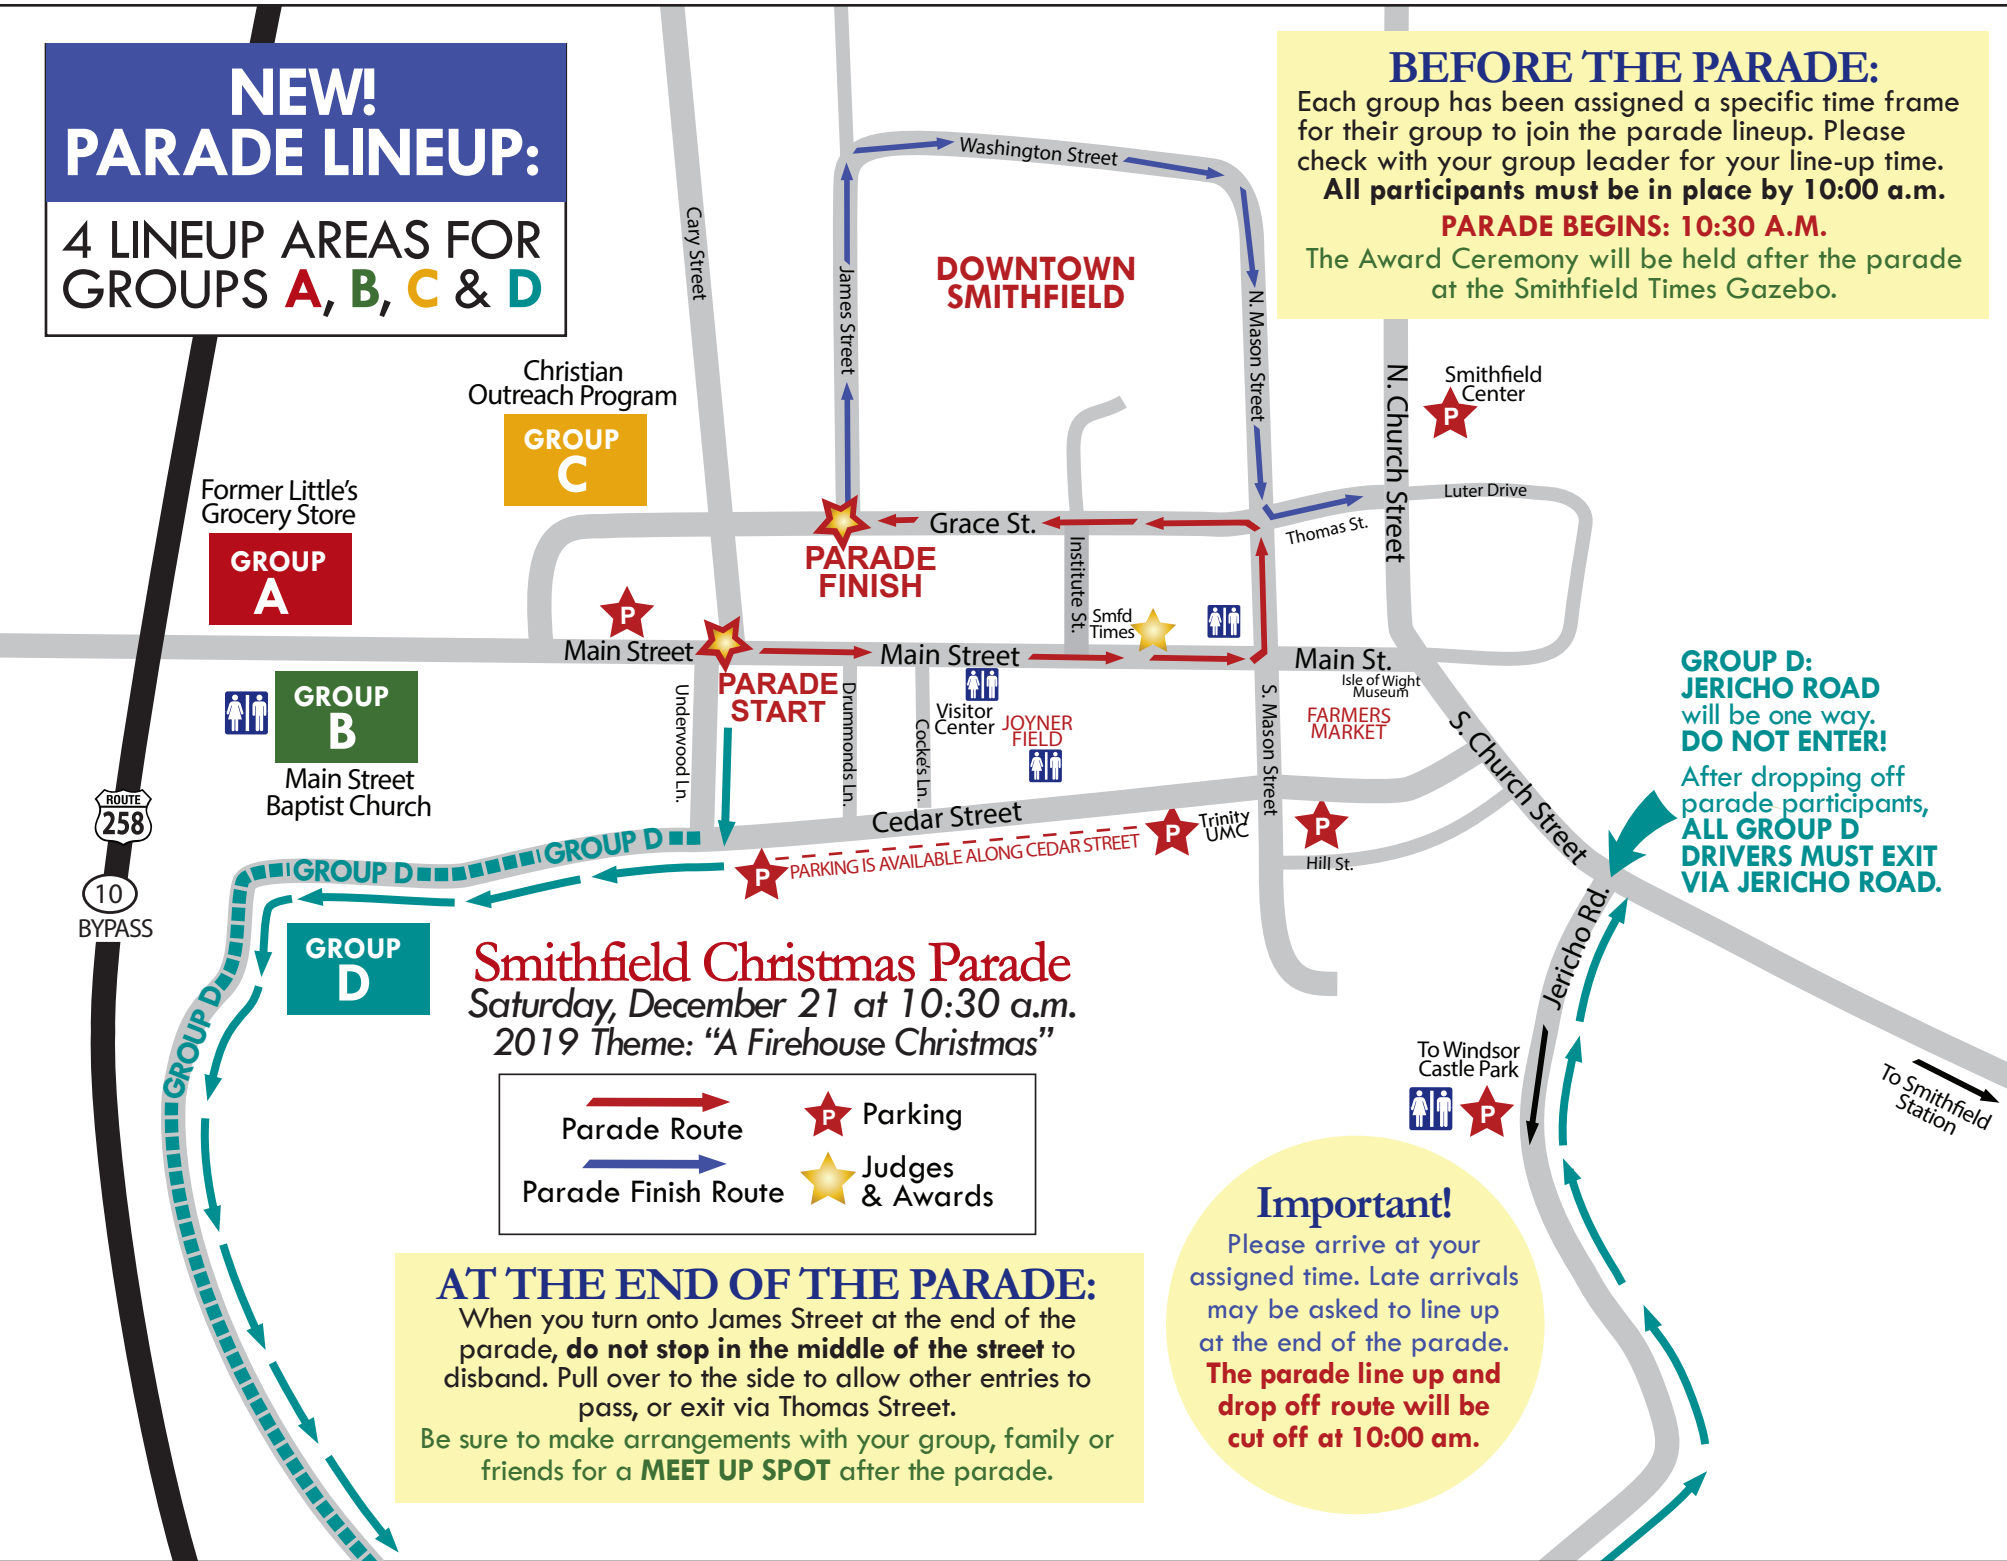 NEW!
PARADE LINEUP:
4 LINEUP AREAS FOR
GROUPS A, B, C & D
BEFORE THE PARADE:
Each group has been assigned a specific time frame
for their group to join the parade lineup. Please
check with your group leader for your line-up time.
All participants must be in place by 10:00 a.m.
PARADE BEGINS: 10:30 A.M.
The Award Ceremony will be held after the parade
at the Smithfield Times Gazebo.
Washington Street
Cary Street
James Street
DOWNTOWN
SMITHFIELD
N. Mason Street
N. Church Street
Smithfield
Center
P
Christian
Outreach Program
GROUP
C
Former Little's
Grocery Store
GROUP
A
Luter Drive
Grace St.
Thomas St.
PARADE
FINISH
Institute St.
P
Smfd
Times
Main Street
Main Street
Main St.
Isle of Wight
Museum
PARADE
START
GROUP
B
Main Street
Baptist Church
Underwood Ln.
Drummonds Ln.
Cocke's Ln.
Visitor
Center
JOYNER
FIELD
S. Mason Street
FARMERS
MARKET
S. Church Street
GROUP D:
JERICHO ROAD
will be one way.
DO NOT ENTER!
After dropping off
parade participants,
ALL GROUP D
DRIVERS MUST EXIT
VIA JERICHO ROAD.
ROUTE
258
10
BYPASS
Cedar Street
P
Trinity
UMC
P
Hill St.
GROUP D
GROUP D
P
PARKING IS AVAILABLE ALONG CEDAR STREET
GROUP
D
GROUP D
Jericho Rd.
Smithfield Christmas Parade
Saturday, December 21 at 10:30 a.m.
2019 Theme: “A Firehouse Christmas”
To Windsor
Castle Park
P
To Smithfield
Station
Parade Route
P
Parking
Parade Finish Route
Judges
& Awards
AT THE END OF THE PARADE:
When you turn onto James Street at the end of the
parade, do not stop in the middle of the street to
disband. Pull over to the side to allow other entries to
pass, or exit via Thomas Street.
Be sure to make arrangements with your group, family or
friends for a MEET UP SPOT after the parade.
Important!
Please arrive at your
assigned time. Late arrivals
may be asked to line up
at the end of the parade.
The parade line up and
drop off route will be
cut off at 10:00 am.